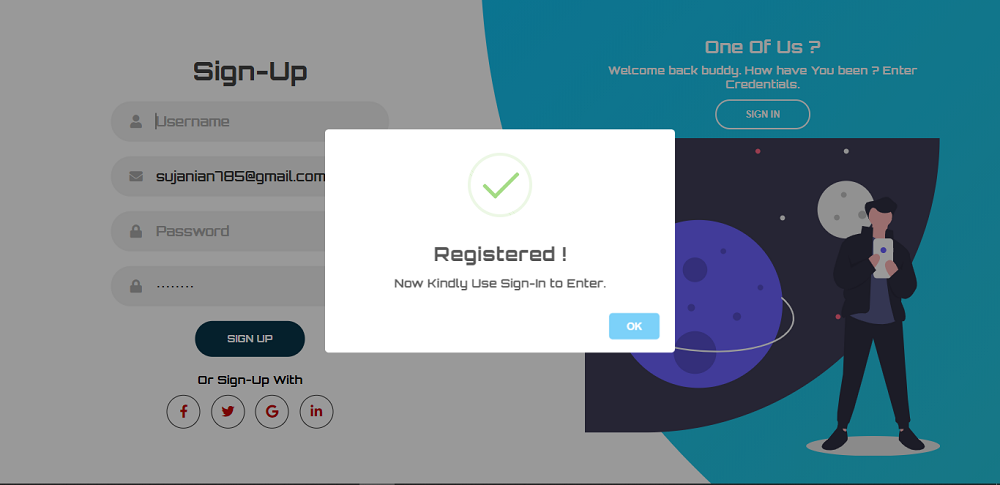 Sign-Up
Username
sujanian785@gmail.com
Password
........
SIGN UP
Or Sign-Up With
One Of Us ?
Welcome back buddy. How have You been ? Enter
Credentials.
SIGN IN
Registered !
Now Kindly Use Sign-In to Enter.
OK